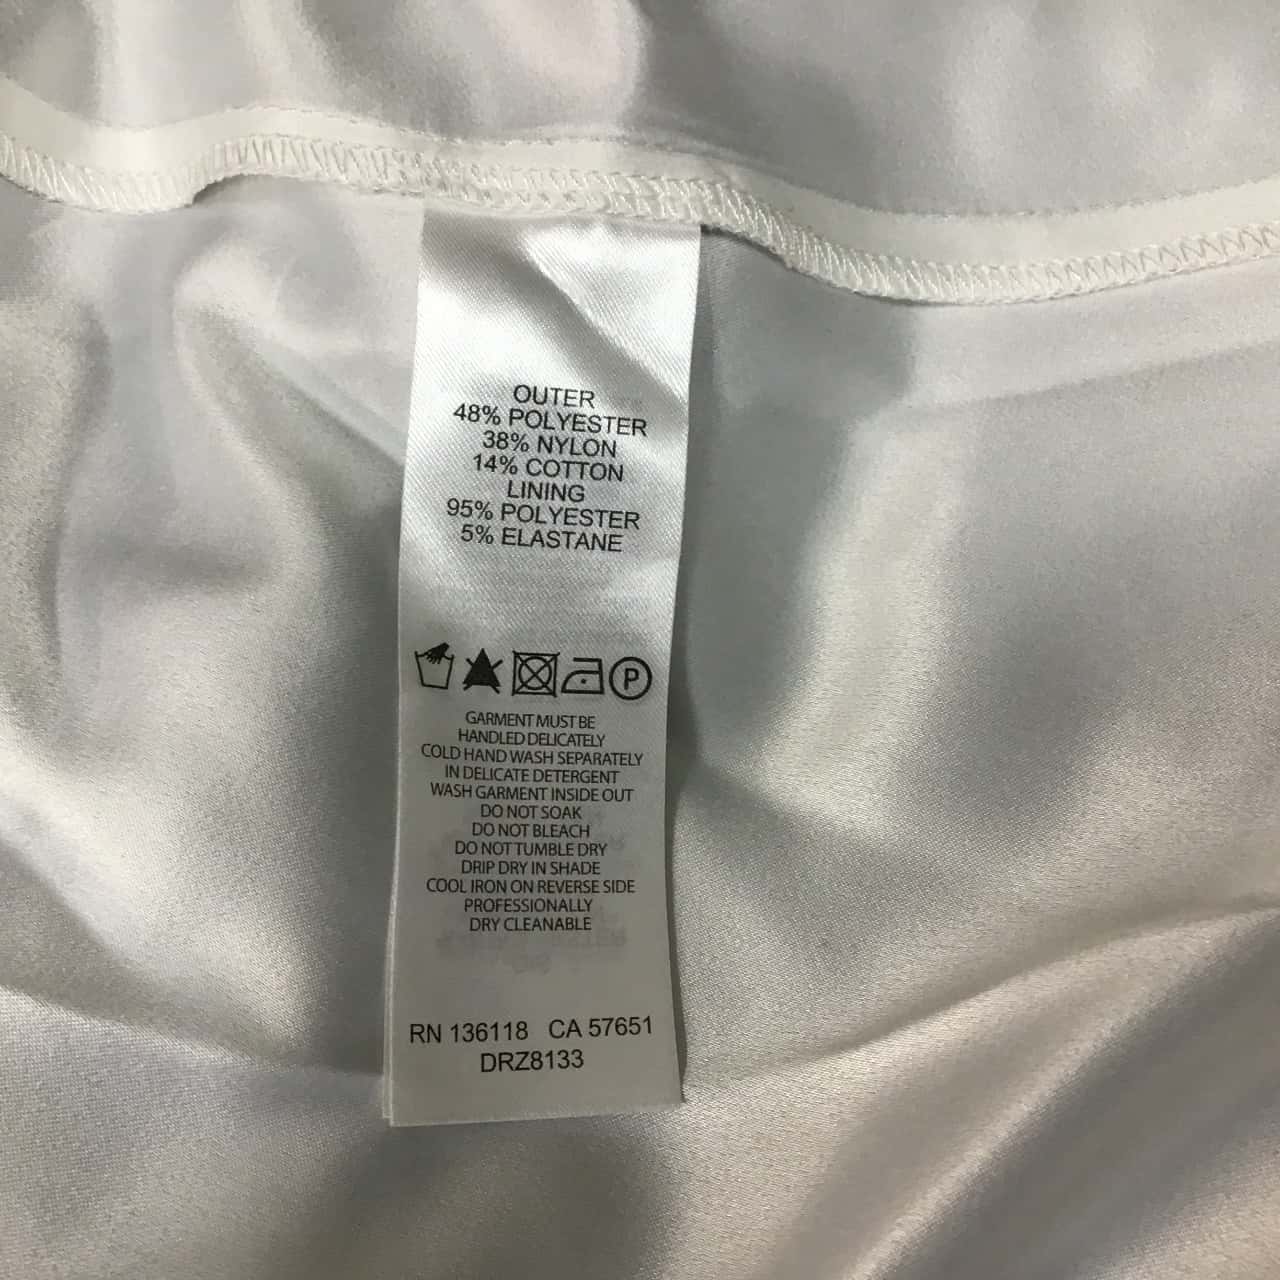 OUTER
48% POLYESTER
38% NYLON
14% COTTON
LINING
95% POLYESTER
5% ELASTANE
P
GARMENT MUST BE
HANDLED DELICATELY
COLD HAND WASH SEPARATELY
IN DELICATE DETERGENT
WASH GARMENT INSIDE OUT
DO NOT SOAK
DO NOT BLEACH
DO NOT TUMBLE DRY
DRIP DRY IN SHADE
COOL IRON ON REVERSE SIDE
PROFESSIONALLY
DRY CLEANABLE
RN 136118 CA 57651
DRZ8133